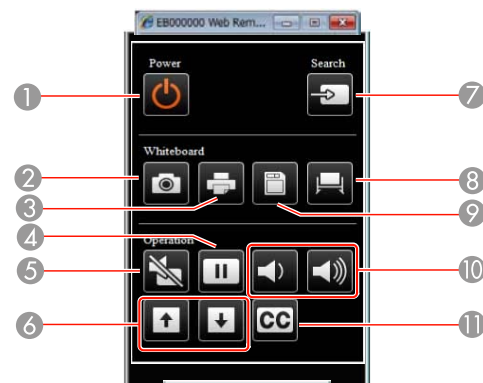 EB000000 Web Rem...
Power
Search
1
7
Whiteboard
2
8
3
9
4
Operation
5
10
6
CC
11